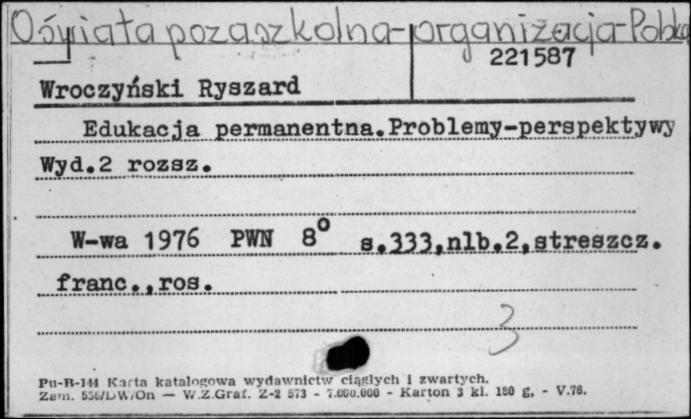 Oświata pozaszkolna-organizacja-Polska
221587
Wroczyński Ryszard
Edukacja permanentna.Problemy-perspektywy
Wyd.2 rozsz.
W-wa 1976 PWN 8° s.333,nlb.2,streszcz.
franc.,ros.
3
Pu-B-144 Karta katalogowa wydawnictw ciągłych i zwartych.
Zam. 556/DW/On — W.Z.Graf. Z-2 573 - 7.000.000 - Karton 3 kl. 180 g. - V.76.